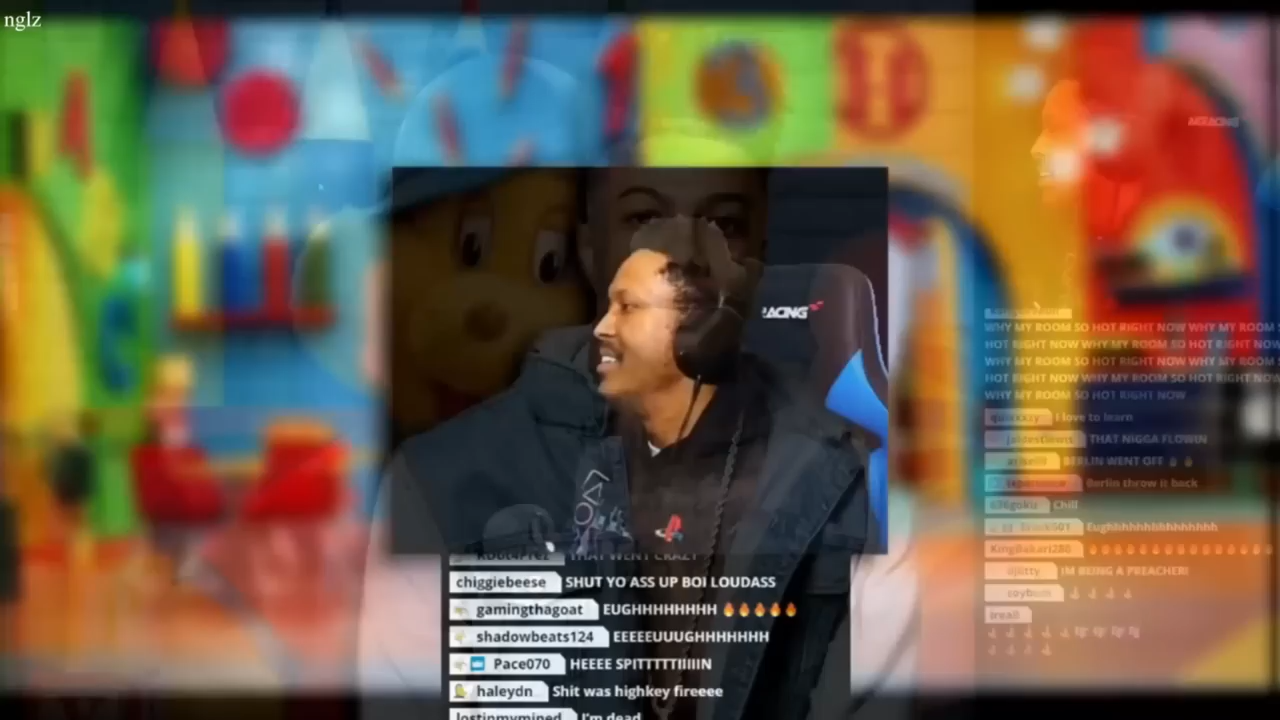 nglz
RACING
WHY MY ROOM SO HOT RIGHT NOW WHY MY ROOM
HOT RIGHT NOW WHY MY ROOM SO HOT RIGHT NOW
WHY MY ROOM SO HOT RIGHT NOW WHY MY ROOM
HOT RIGHT NOW WHY MY ROOM SO HOT RIGHT NOW
WHY MY ROOM SO HOT RIGHT NOW
I love to learn
THAT NIGGA FLOWIN
BERLIN WENT OFF
Berlin throw it back
Chill
Eughhhhhhhhhhhhh
KingBakari280
IM BEING A PREACHER!
THAT WENT CRAZY
chiggiebeese SHUT YO ASS UP BOI LOUDASS
gamingthagoat EUGHHHHHHHH 🔥🔥🔥🔥🔥
shadowbeats124 EEEEEUUUGHHHHHHH
Pace070 HEEEE SPITTTTTIIIIIN
haleydn Shit was highkey fireeee
lostinmymined I'm dead